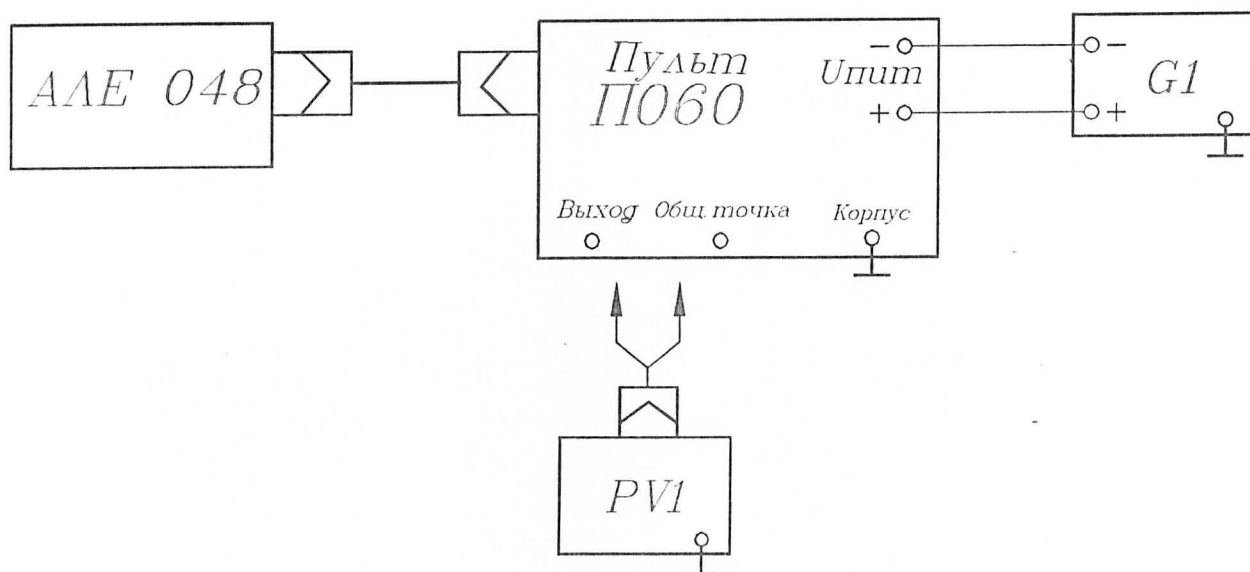 АЛЕ 048
Пульт
П060
− Uпит +
− +
G1
Выход Общ. точка Корпус
PV1